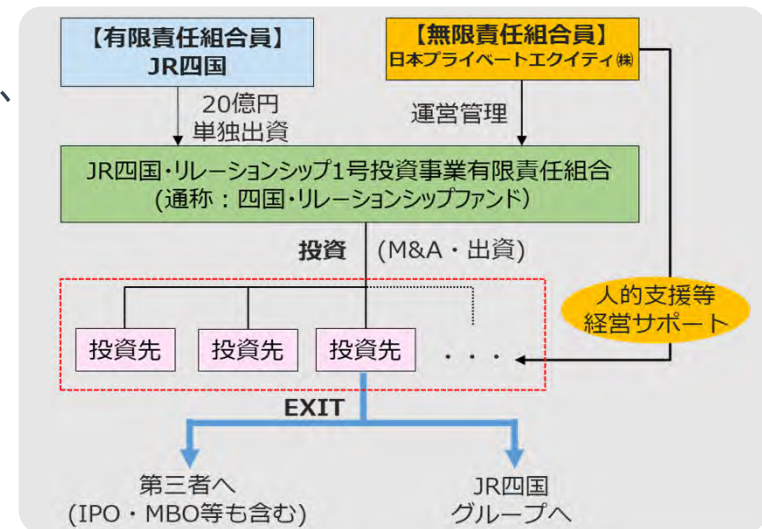 、
【有限責任組合員】
JR四国
【無限責任組合員】
日本プライベートエクイティ㈱
20億円
単独出資
運営管理
JR四国・リレーションシップ1号投資事業有限責任組合
(通称：四国・リレーションシップファンド)
投資 (M&A・出資)
人的支援等
経営サポート
投資先 投資先 投資先 ・・・
EXIT
第三者へ
(IPO・MBO等も含む)
JR四国
グループへ